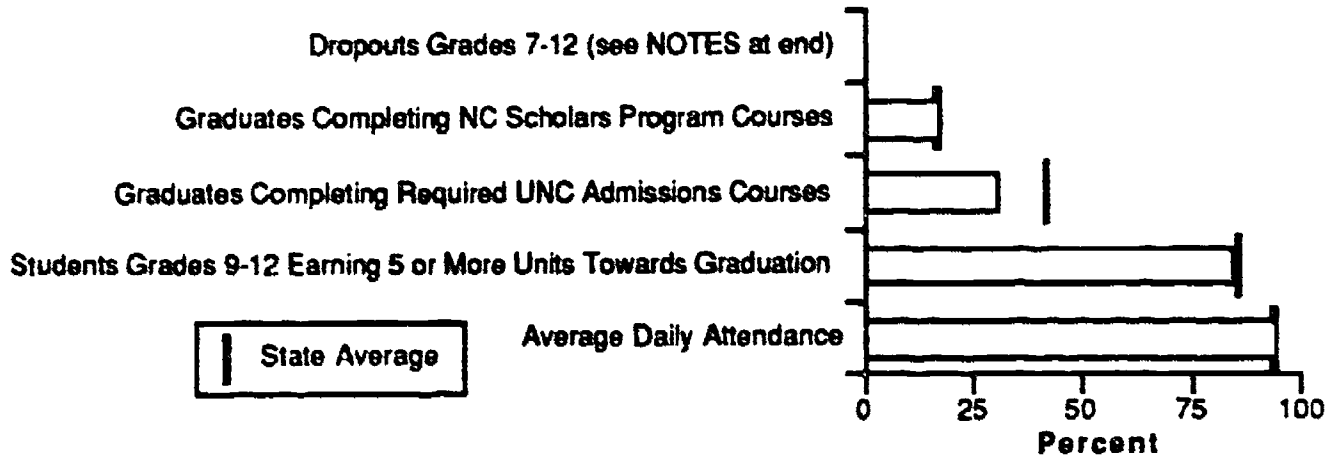 Dropouts Grades 7-12 (see NOTES at end)
Graduates Completing NC Scholars Program Courses
Graduates Completing Required UNC Admissions Courses
Students Grades 9-12 Earning 5 or More Units Towards Graduation
Average Daily Attendance
State Average
0 25 50 75 100
Percent